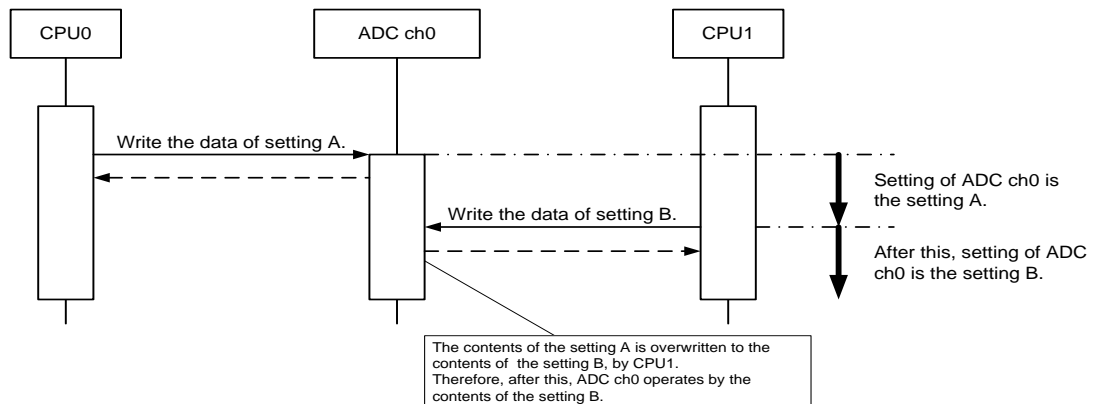 CPU0
ADC ch0
CPU1
Write the data of setting A.
Setting of ADC ch0 is
the setting A.
Write the data of setting B.
After this, setting of ADC
ch0 is the setting B.
The contents of the setting A is overwritten to the
contents of  the setting B, by CPU1.
Therefore, after this, ADC ch0 operates by the
contents of the setting B.